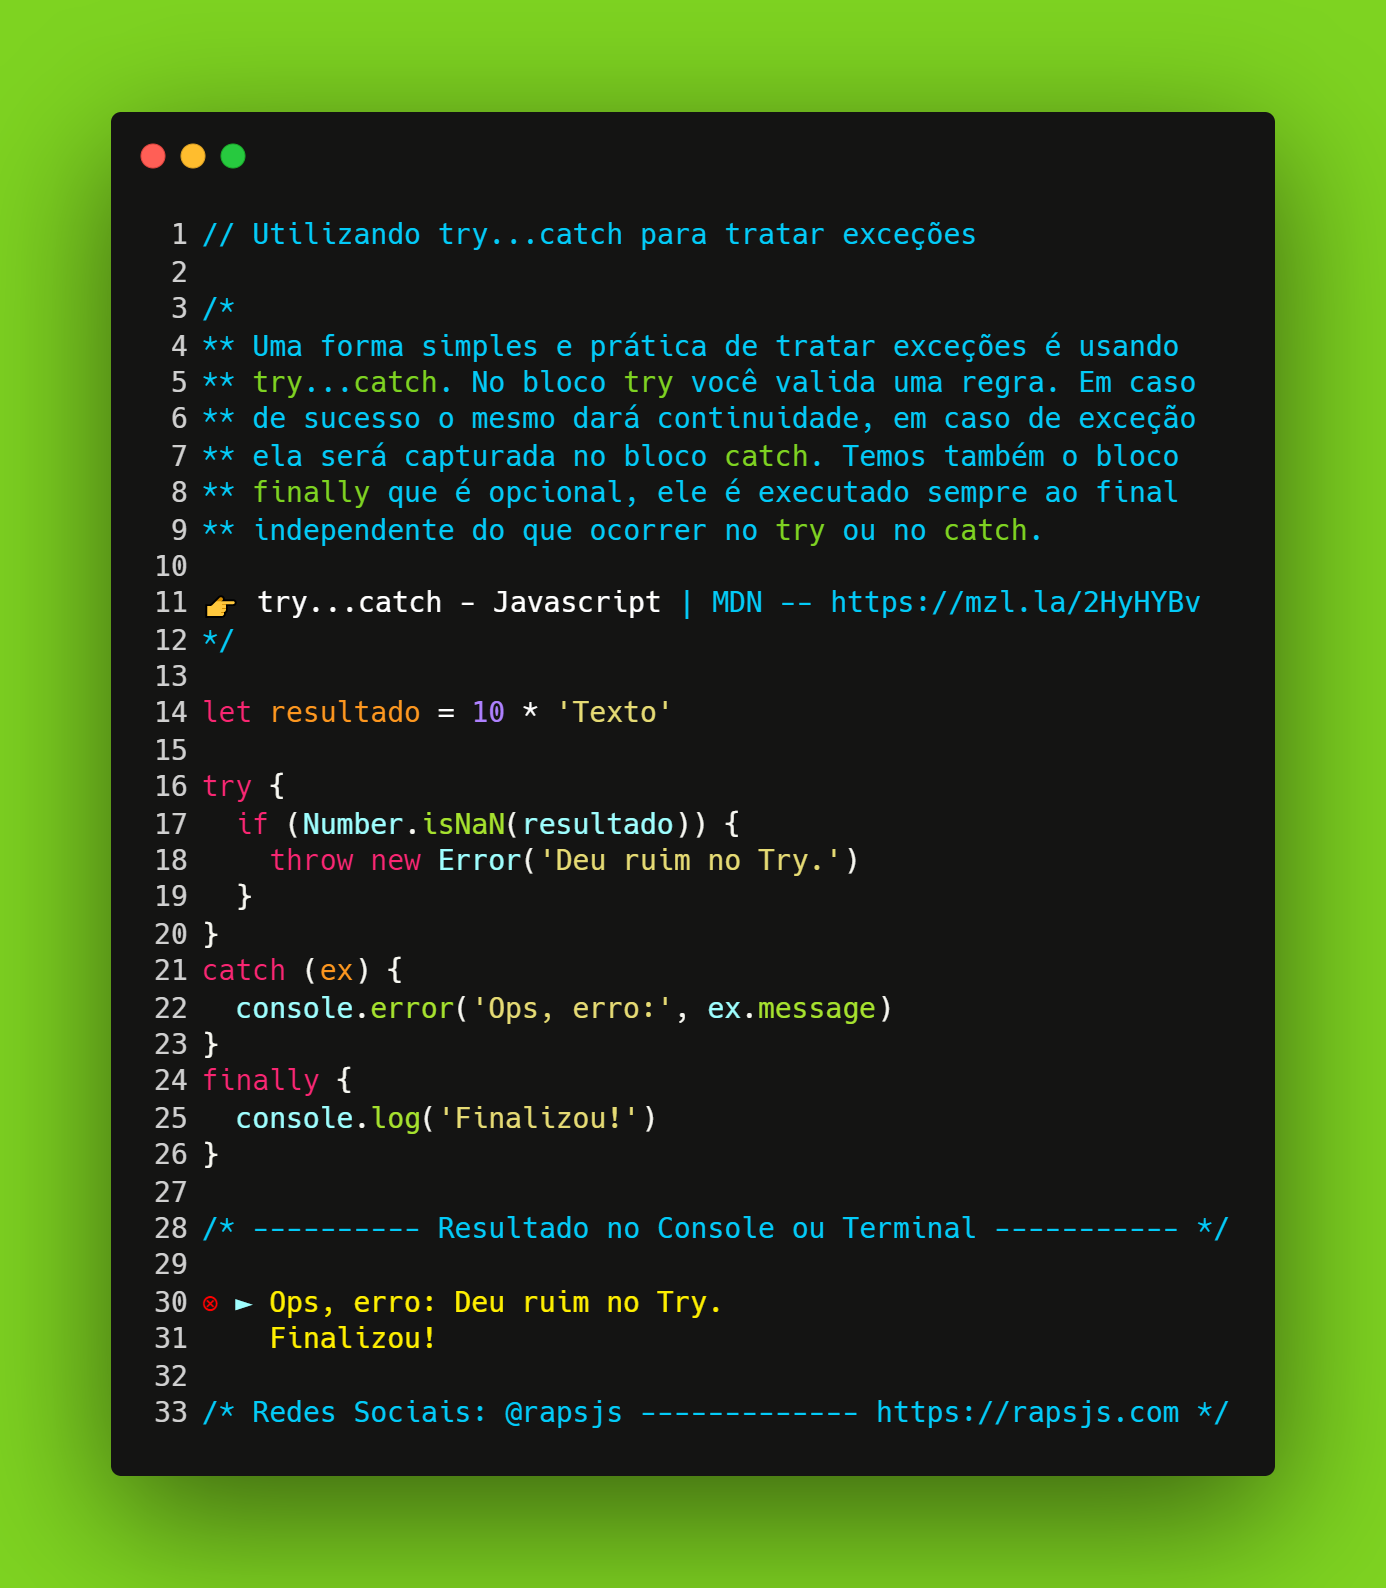 1 // Utilizando try...catch para tratar exceções
2
3 /*
4 ** Uma forma simples e prática de tratar exceções é usando
5 ** try...catch. No bloco try você valida uma regra. Em caso
6 ** de sucesso o mesmo dará continuidade, em caso de exceção
7 ** ela será capturada no bloco catch. Temos também o bloco
8 ** finally que é opcional, ele é executado sempre ao final
9 ** independente do que ocorrer no try ou no catch.
10
11 👉 try...catch - Javascript | MDN -- https://mzl.la/2HyHYBv
12 */
13
14 let resultado = 10 * 'Texto'
15
16 try {
17   if (Number.isNaN(resultado)) {
18     throw new Error('Deu ruim no Try.')
19   }
20 }
21 catch (ex) {
22   console.error('Ops, erro:', ex.message)
23 }
24 finally {
25   console.log('Finalizou!')
26 }
27
28 /* ---------- Resultado no Console ou Terminal ----------- */
29
30 ⊗ ► Ops, erro: Deu ruim no Try.
31     Finalizou!
32
33 /* Redes Sociais: @rapsjs ------------- https://rapsjs.com */